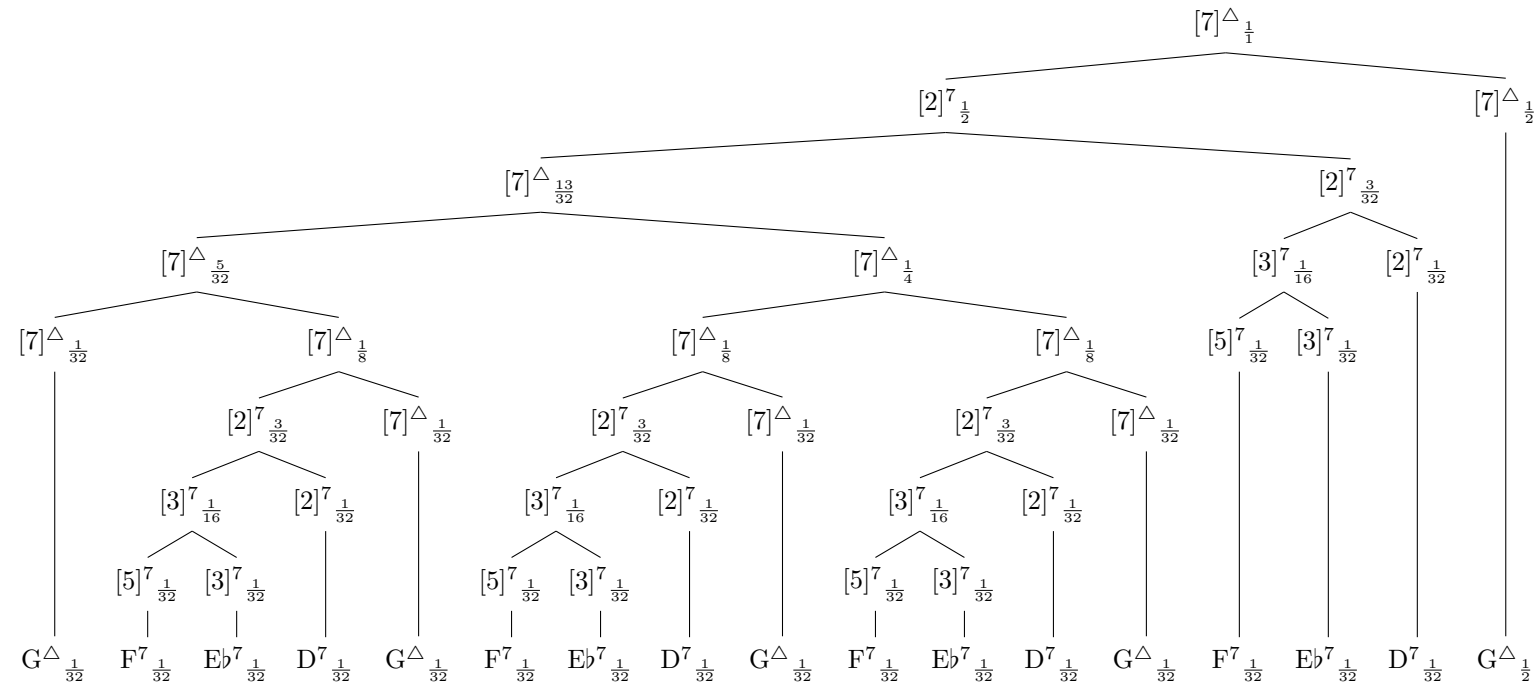 [7]△ 1/1
[2]7 1/2 [7]△ 1/2
[7]△ 13/32 [2]7 3/32
[7]△ 5/32 [7]△ 1/4 [3]7 1/16 [2]7 1/32
[7]△ 1/32 [7]△ 1/8 [7]△ 1/8 [7]△ 1/8 [5]7 1/32 [3]7 1/32
[2]7 3/32 [7]△ 1/32 [2]7 3/32 [7]△ 1/32 [2]7 3/32 [7]△ 1/32
[3]7 1/16 [2]7 1/32 [3]7 1/16 [2]7 1/32 [3]7 1/16 [2]7 1/32
[5]7 1/32 [3]7 1/32 [5]7 1/32 [3]7 1/32 [5]7 1/32 [3]7 1/32
G△ 1/32 F7 1/32 E♭7 1/32 D7 1/32 G△ 1/32 F7 1/32 E♭7 1/32 D7 1/32 G△ 1/32 F7 1/32 E♭7 1/32 D7 1/32 G△ 1/32 F7 1/32 E♭7 1/32 D7 1/32 G△ 1/2